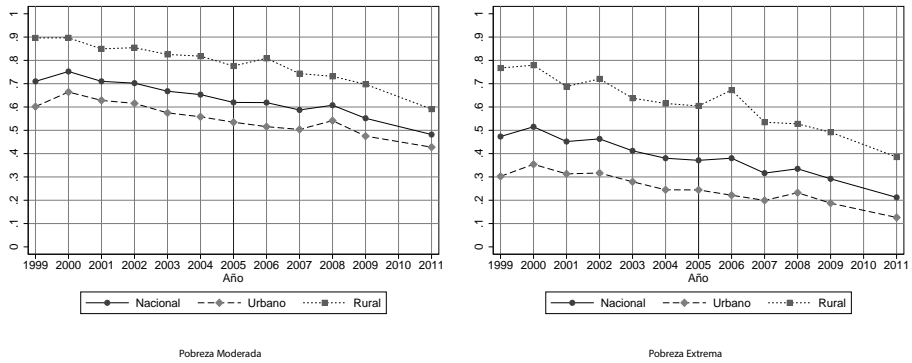 1
.9
.8
.7
.6
.5
.4
.3
.2
.1
0
1999 2000 2001 2002 2003 2004 2005 2006 2007 2008 2009 2010 2011
Año
Nacional Urbano Rural
Pobreza Moderada
1
.9
.8
.7
.6
.5
.4
.3
.2
.1
0
1999 2000 2001 2002 2003 2004 2005 2006 2007 2008 2009 2010 2011
Año
Nacional Urbano Rural
Pobreza Extrema